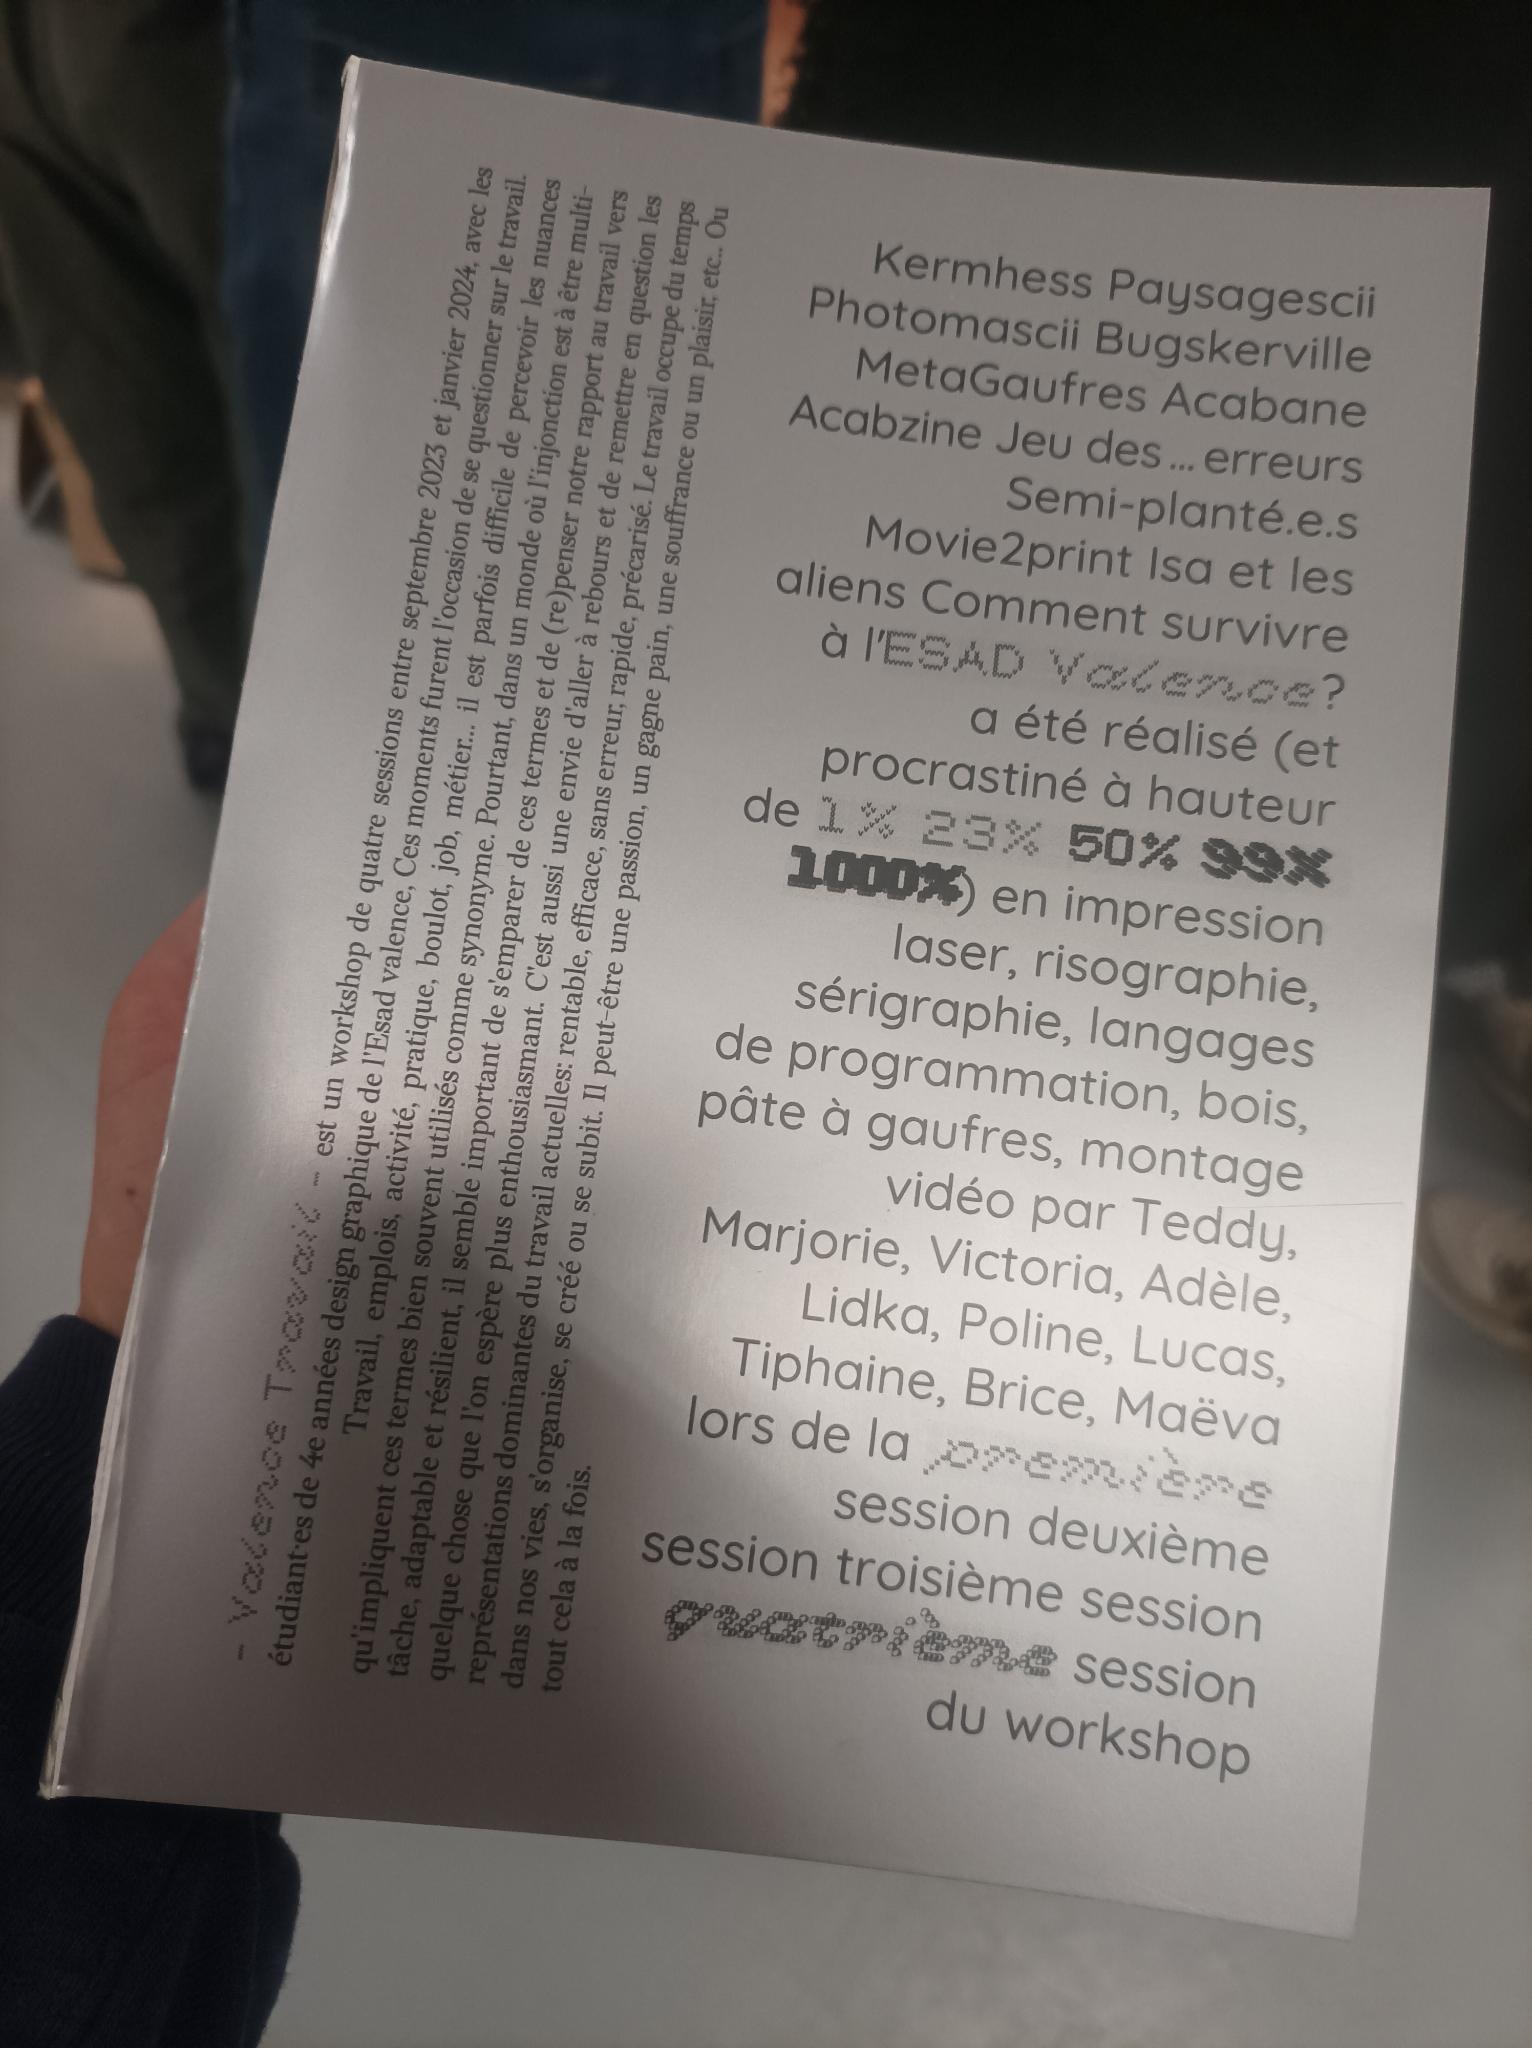 - Valence Travail - est un workshop de quatre sessions entre septembre 2023 et janvier 2024, avec les
étudiant·es de 4e années design graphique de l'Esad valence, Ces moments furent l'occasion de se questionner sur le travail.
Travail, emplois, activité, pratique, boulot, job, métier... il est parfois difficile de percevoir les nuances
qu'impliquent ces termes bien souvent utilisés comme synonyme. Pourtant, dans un monde où l'injonction est à être multi-
tâche, adaptable et résilient, il semble important de s'emparer de ces termes et de (re)penser notre rapport au travail vers
quelque chose que l'on espère plus enthousiasmant. C'est aussi une envie d'aller à rebours et de remettre en question les
représentations dominantes du travail actuelles: rentable, efficace, sans erreur, rapide, précarisé. Le travail occupe du temps
dans nos vies, s'organise, se créé ou se subit. Il peut-être une passion, un gagne pain, une souffrance ou un plaisir, etc.. Ou
tout cela à la fois.
Kermhess Paysagescii
Photomascii Bugskerville
MetaGaufres Acabane
Acabzine Jeu des ... erreurs
Semi-planté.e.s
Movie2print Isa et les
aliens Comment survivre
à l'ESAD Valence?
a été réalisé (et
procrastiné à hauteur
de 1% 23% 50% 99%
1000%) en impression
laser, risographie,
sérigraphie, langages
de programmation, bois,
pâte à gaufres, montage
vidéo par Teddy,
Marjorie, Victoria, Adèle,
Lidka, Poline, Lucas,
Tiphaine, Brice, Maëva
lors de la première
session deuxième
session troisième session
quatrième session
du workshop